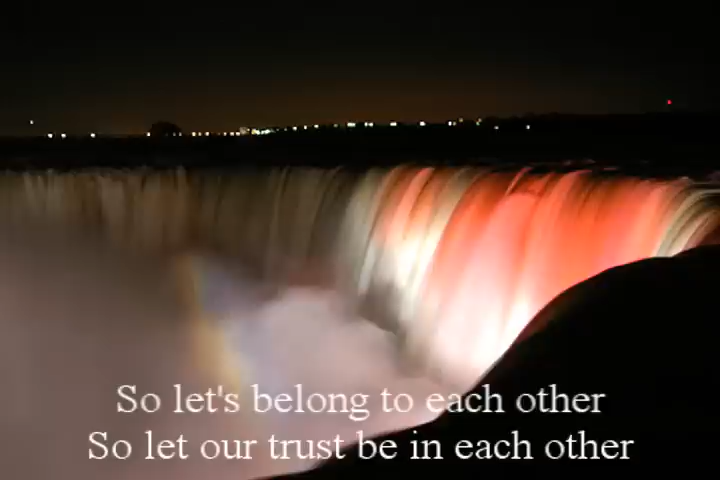 So let's belong to each other
So let our trust be in each other